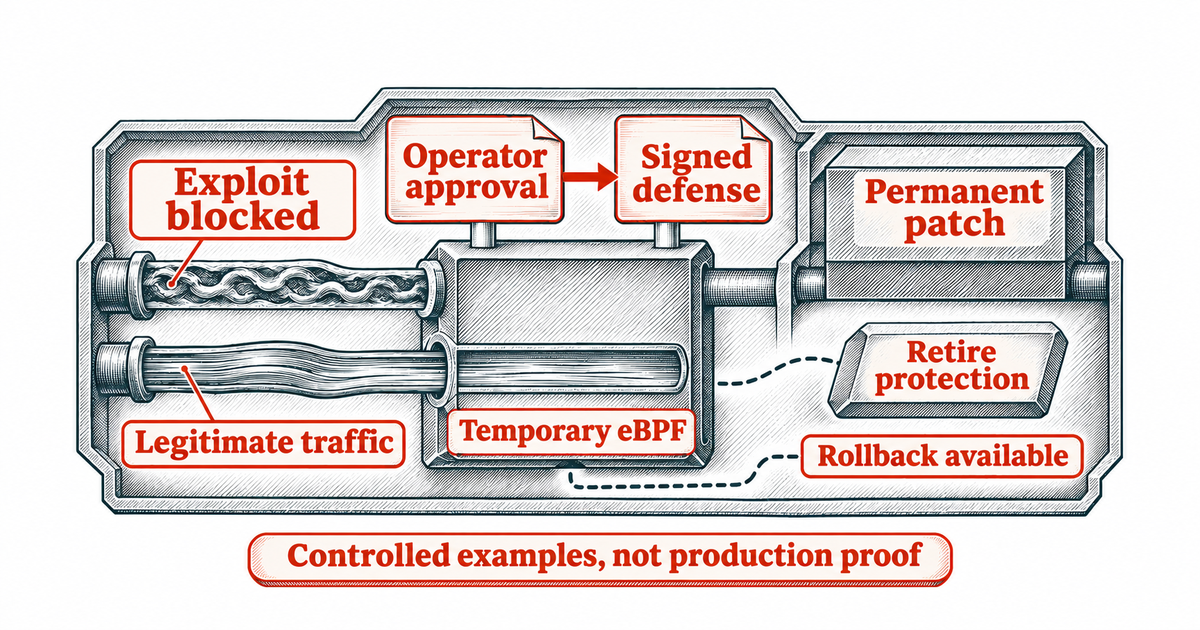 Operator
approval
Signed
defense
Exploit
blocked
Permanent
patch
Retire
protection
Legitimate traffic
Temporary eBPF
Rollback available
Controlled examples, not production proof